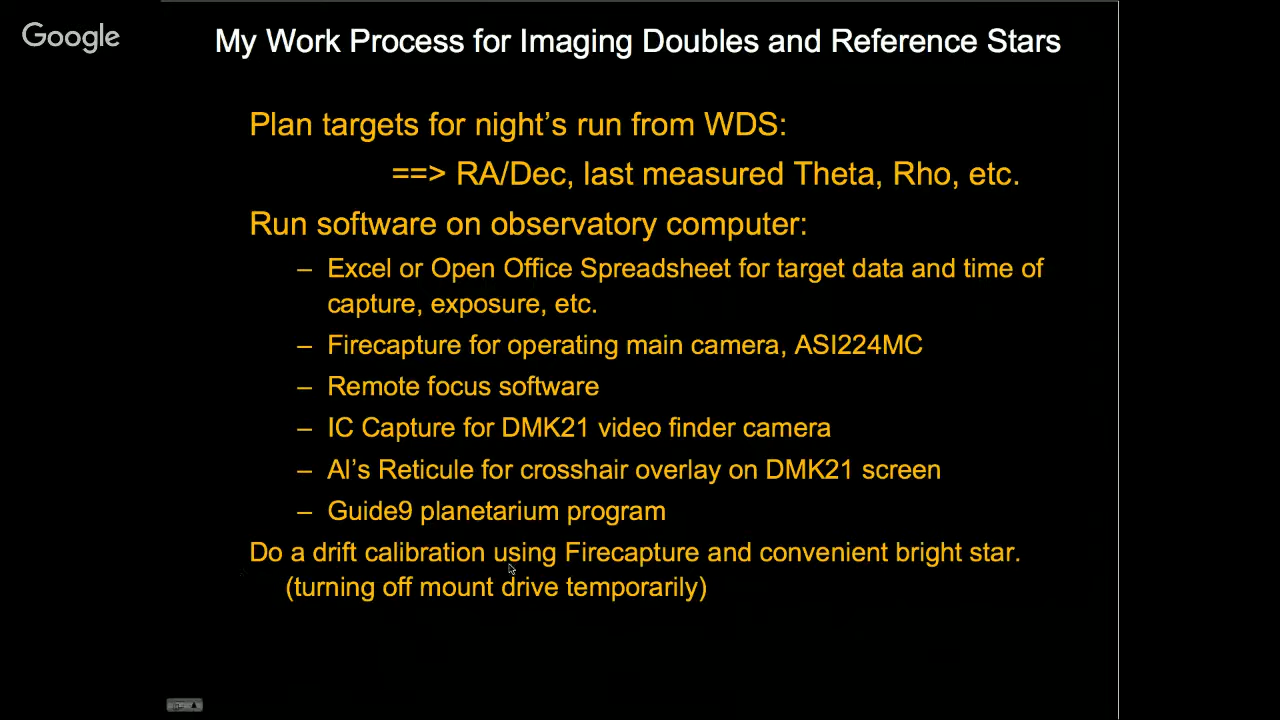 Google
My Work Process for Imaging Doubles and Reference Stars
Plan targets for night’s run from WDS:
==> RA/Dec, last measured Theta, Rho, etc.
Run software on observatory computer:
– Excel or Open Office Spreadsheet for target data and time of
capture, exposure, etc.
– Firecapture for operating main camera, ASI224MC
– Remote focus software
– IC Capture for DMK21 video finder camera
– Al’s Reticule for crosshair overlay on DMK21 screen
– Guide9 planetarium program
Do a drift calibration using Firecapture and convenient bright star.
(turning off mount drive temporarily)